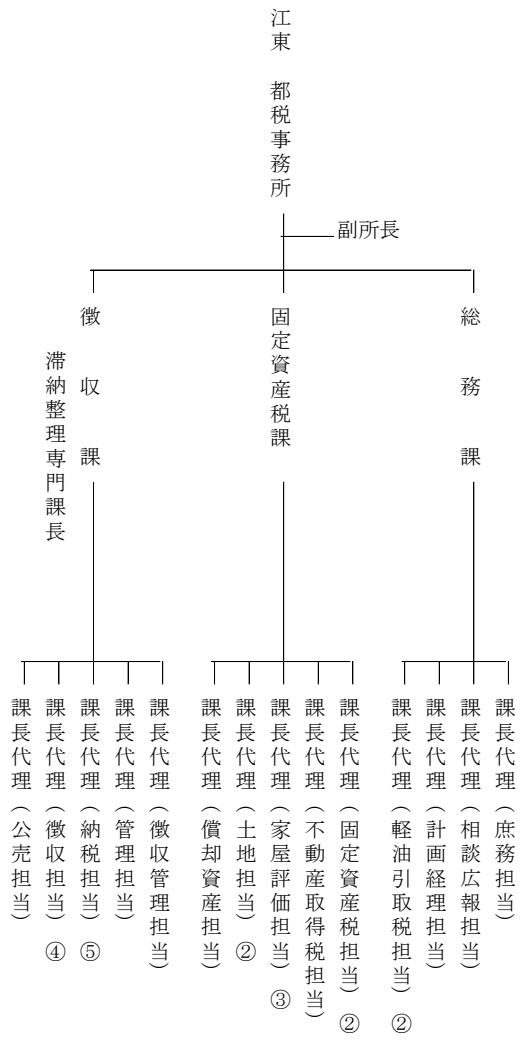 江東　都税事務所
副所長
総務課
固定資産税課
徴収課
滞納整理専門課長
課長代理（庶務担当）
課長代理（相談広報担当）
課長代理（計画経理担当）
課長代理（軽油引取税担当）②
課長代理（固定資産税担当）②
課長代理（不動産取得税担当）
課長代理（家屋評価担当）③
課長代理（土地担当）②
課長代理（償却資産担当）
課長代理（徴収管理担当）
課長代理（管理担当）
課長代理（納税担当）⑤
課長代理（徴収担当）④
課長代理（公売担当）